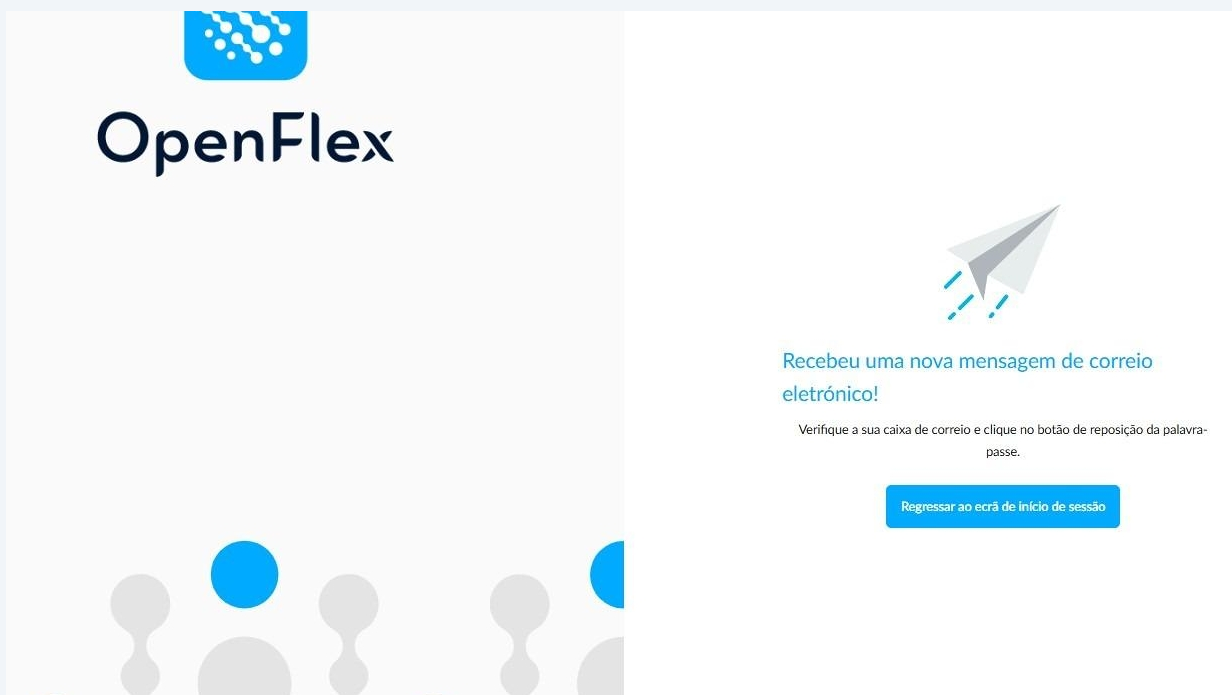 OpenFlex
Recebeu uma nova mensagem de correio
eletrónico!
Verifique a sua caixa de correio e clique no botão de reposição da palavra-
passe.
Regressar ao ecrã de início de sessão